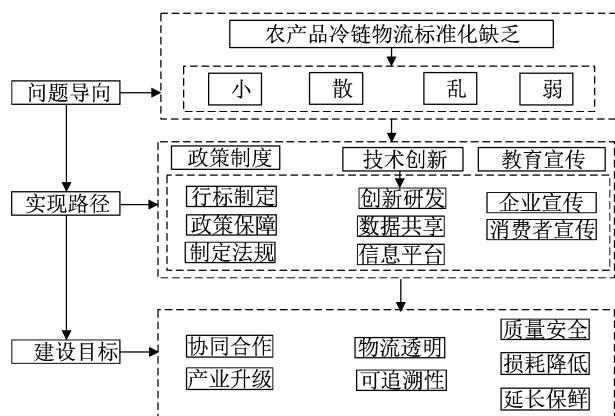 农产品冷链物流标准化缺乏
问题导向
小 散 乱 弱
政策制度 技术创新 教育宣传
实现路径
行标制定 创新研发 企业宣传
政策保障 数据共享 消费者宣传
制定法规 信息平台
建设目标
协同合作 物流透明 质量安全
产业升级 可追溯性 损耗降低
延长保鲜